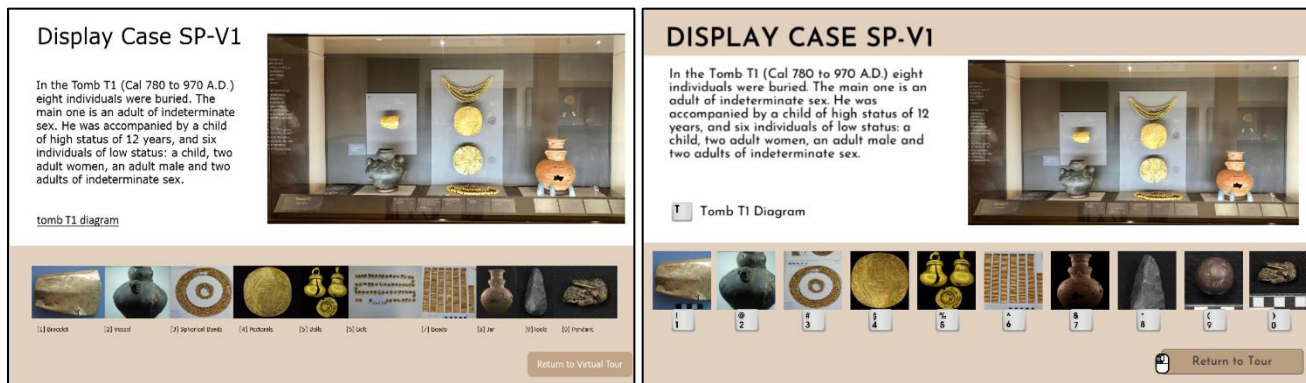 Display Case SP-V1
In the Tomb T1 (Cal 780 to 970 A.D.)
eight individuals were buried. The
main one is an adult of indeterminate
sex. He was accompanied by a child
of high status of 12 years, and six
individuals of low status: a child, two
adult women, an adult male and two
adults of indeterminate sex.
tomb T1 diagram
[1] Bracelet [2] Vessel [3] Spherical Beads [4] Pectorals [5] Bells [6] Belt [7] Beads [8] Jar [9] Tools [0] Pendant
Return to Virtual Tour
DISPLAY CASE SP-V1
In the Tomb T1 (Cal 780 to 970 A.D.) eight
individuals were buried. The main one is an
adult of indeterminate sex. He was
accompanied by a child of high status of 12
years, and six individuals of low status: a
child, two adult women, an adult male and
two adults of indeterminate sex.
T Tomb T1 Diagram
! @ # $ % ^ & * ( )
1 2 3 4 5 6 7 8 9 0
Return to Tour